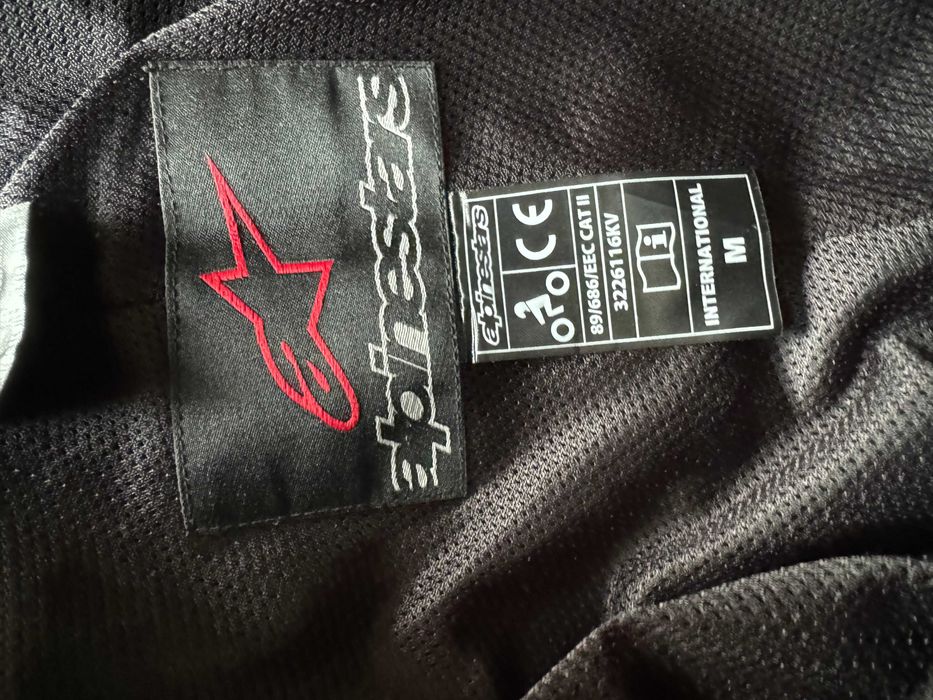 alpinestars
alpinestars
CE
89/686/EEC CAT II
3226116KV
i
INTERNATIONAL
M